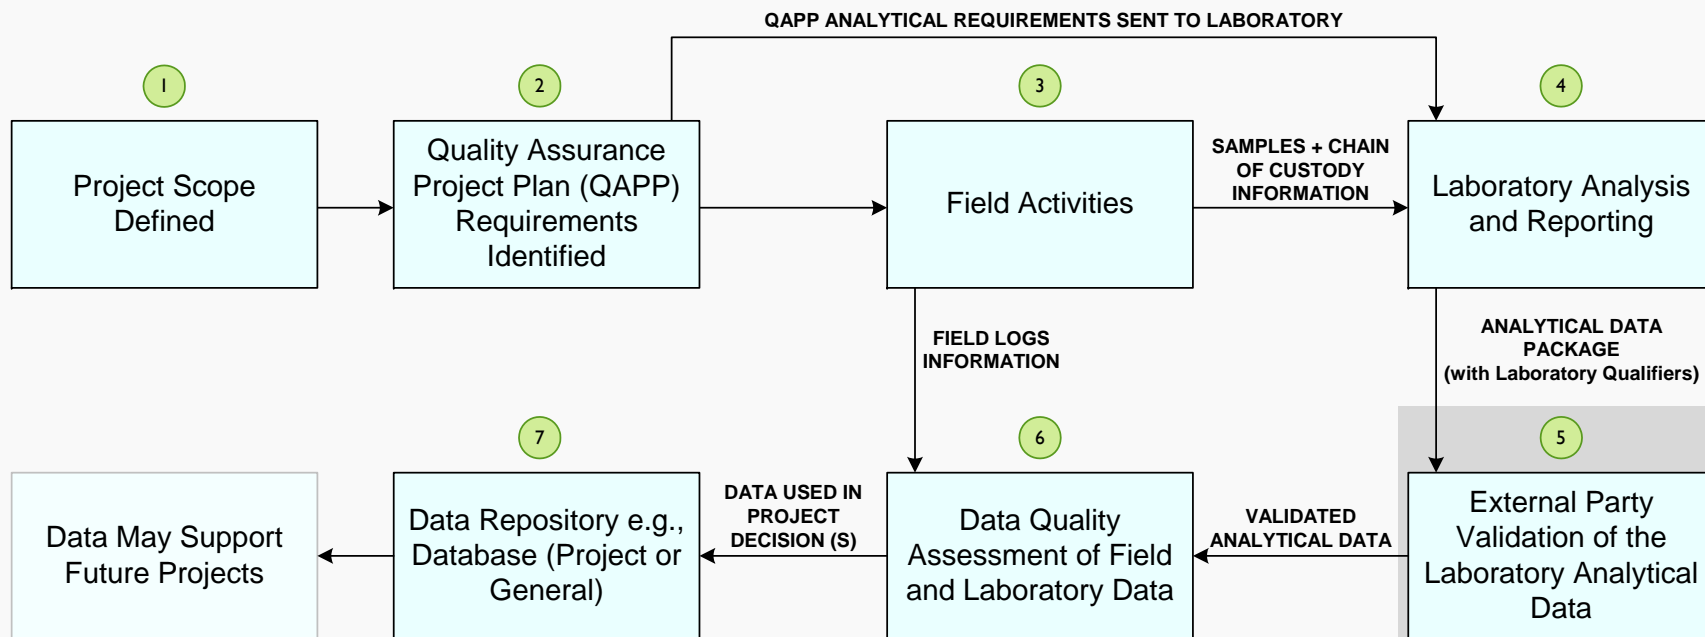 QAPP ANALYTICAL REQUIREMENTS SENT TO LABORATORY
1
2
3
4
Project Scope
Defined
Quality Assurance
Project Plan (QAPP)
Requirements
Identified
Field Activities
SAMPLES + CHAIN
OF CUSTODY
INFORMATION
Laboratory Analysis
and Reporting
FIELD LOGS
INFORMATION
ANALYTICAL DATA
PACKAGE
(with Laboratory Qualifiers)
7
6
5
Data May Support
Future Projects
Data Repository e.g.,
Database (Project or
General)
DATA USED IN
PROJECT
DECISION (S)
Data Quality
Assessment of Field
and Laboratory Data
VALIDATED
ANALYTICAL DATA
External Party
Validation of the
Laboratory Analytical
Data